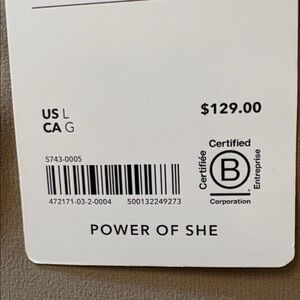 US L
CA G
$129.00
S743-0005
472171-03-2-0004 500132249273
Certified
Certifiée
B
Entreprise
Corporation
POWER OF SHE